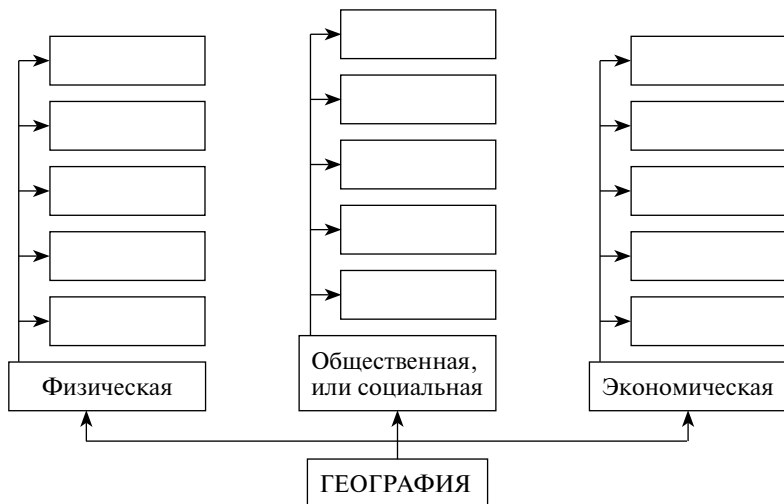 Физическая
Общественная,
или социальная
Экономическая
ГЕОГРАФИЯ